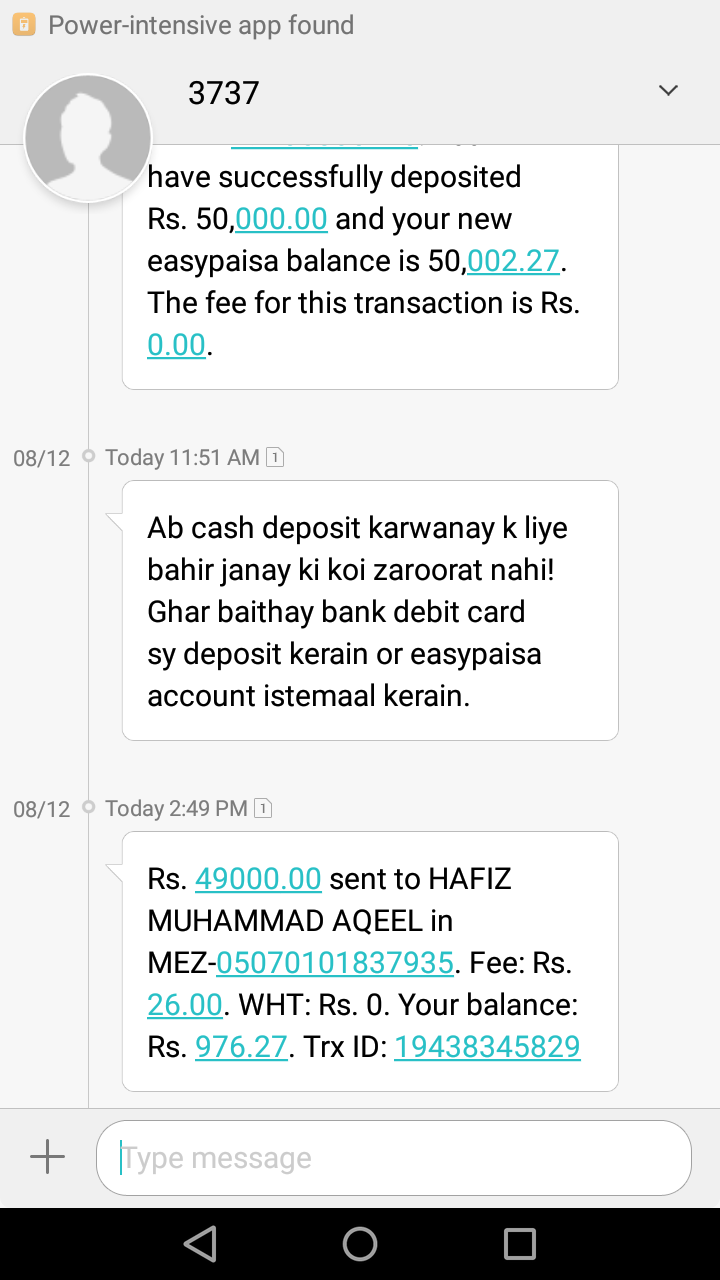 Power-intensive app found
3737
have successfully deposited
Rs. 50,000.00 and your new
easypaisa balance is 50,002.27.
The fee for this transaction is Rs.
0.00.
08/12 Today 11:51 AM 1
Ab cash deposit karwanay k liye
bahir janay ki koi zaroorat nahi!
Ghar baithay bank debit card
sy deposit kerain or easypaisa
account istemaal kerain.
08/12 Today 2:49 PM 1
Rs. 49000.00 sent to HAFIZ
MUHAMMAD AQEEL in
MEZ-05070101837935. Fee: Rs.
26.00. WHT: Rs. 0. Your balance:
Rs. 976.27. Trx ID: 19438345829
Type message